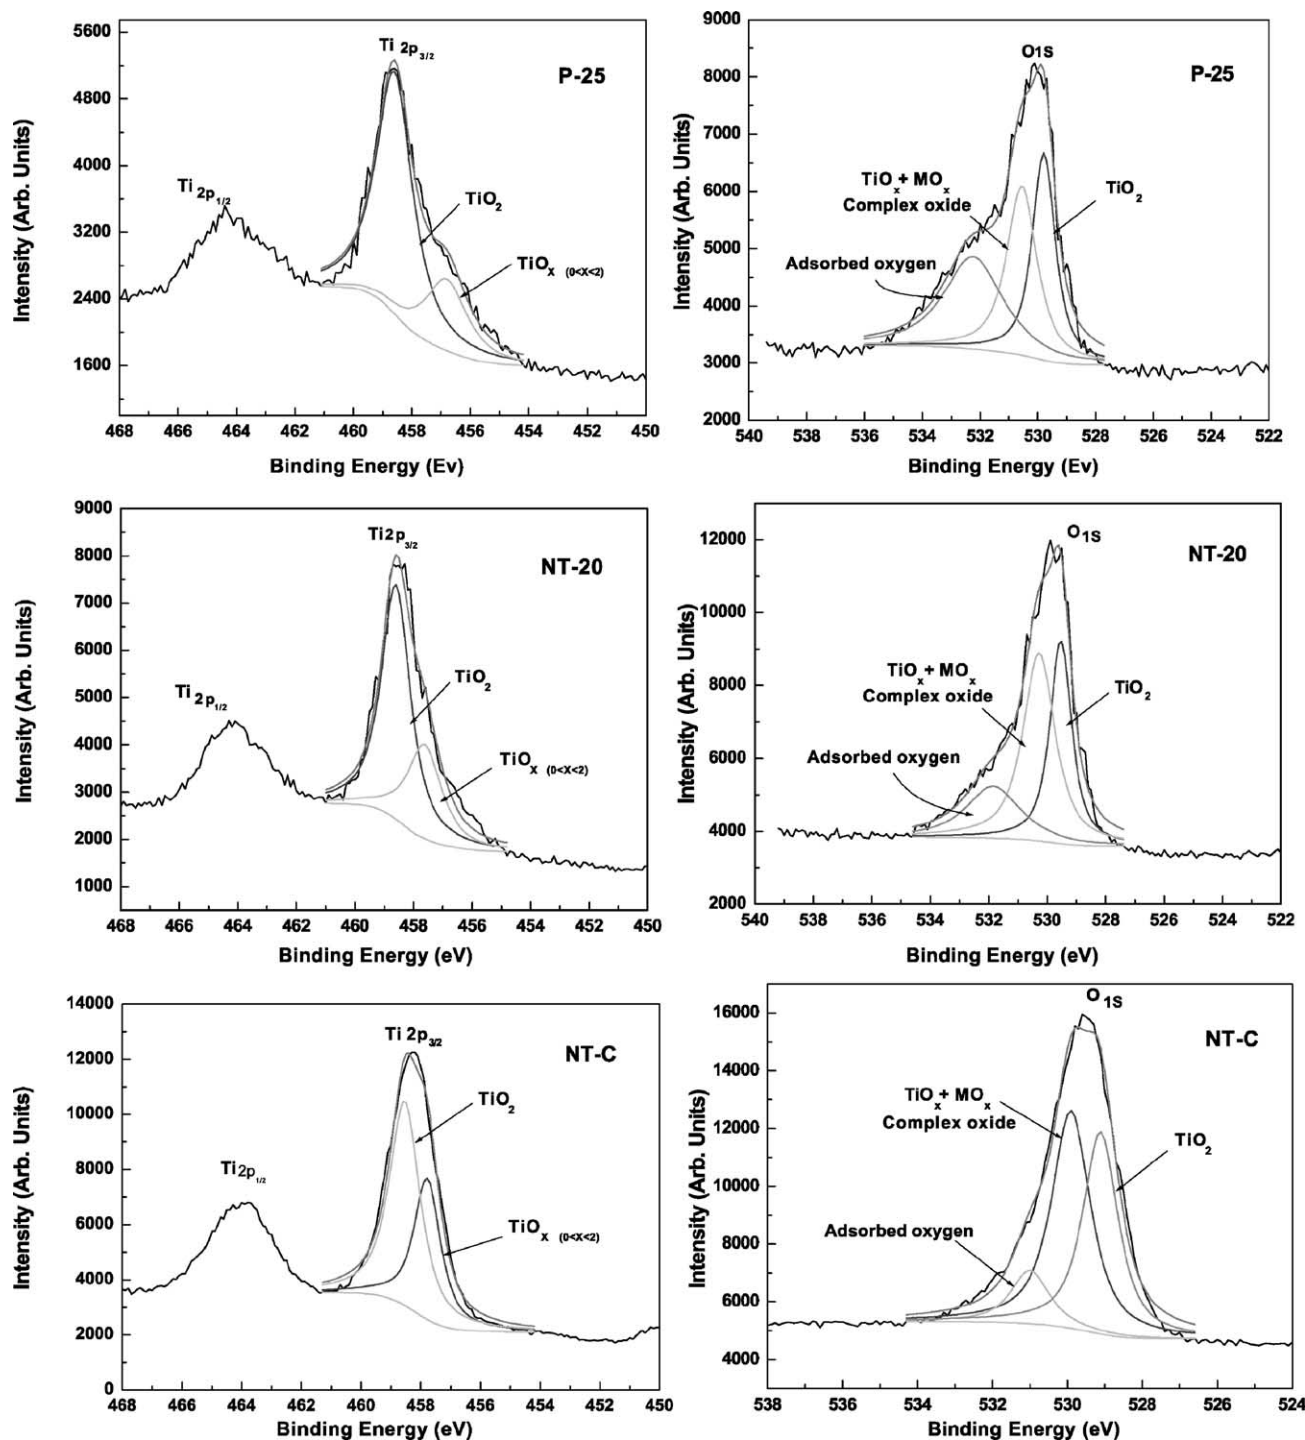 5600
4800
4000
3200
2400
1600
Intensity (Arb. Units)
Ti 2p3/2
P-25
Ti 2p1/2
TiO2
TiOX (0<X<2)
468 466 464 462 460 458 456 454 452 450
Binding Energy (Ev)
9000
8000
7000
6000
5000
4000
3000
2000
Intensity (Arb. Units)
O1S
P-25
TiOx + MOx
Complex oxide
TiO2
Adsorbed oxygen
540 538 536 534 532 530 528 526 524 522
Binding Energy (Ev)
9000
8000
7000
6000
5000
4000
3000
2000
1000
Intensity (Arb. Units)
Ti2p3/2
NT-20
Ti 2p1/2
TiO2
TiOX (0<X<2)
468 466 464 462 460 458 456 454 452 450
Binding Energy (eV)
12000
10000
8000
6000
4000
2000
Intensity (Arb. Units)
O1S
NT-20
TiOx + MOx
Complex oxide
TiO2
Adsorbed oxygen
540 538 536 534 532 530 528 526 524 522
Binding Energy (eV)
14000
12000
10000
8000
6000
4000
2000
0
Intensity (Arb. Units)
Ti 2p3/2
NT-C
Ti2p1/2
TiO2
TiOX (0<X<2)
468 466 464 462 460 458 456 454 452 450
Binding Energy (eV)
16000
14000
12000
10000
8000
6000
4000
Intensity (Arb. Units)
O1S
NT-C
TiOx + MOx
Complex oxide
TiO2
Adsorbed oxygen
538 536 534 532 530 528 526 524
Binding Energy (eV)